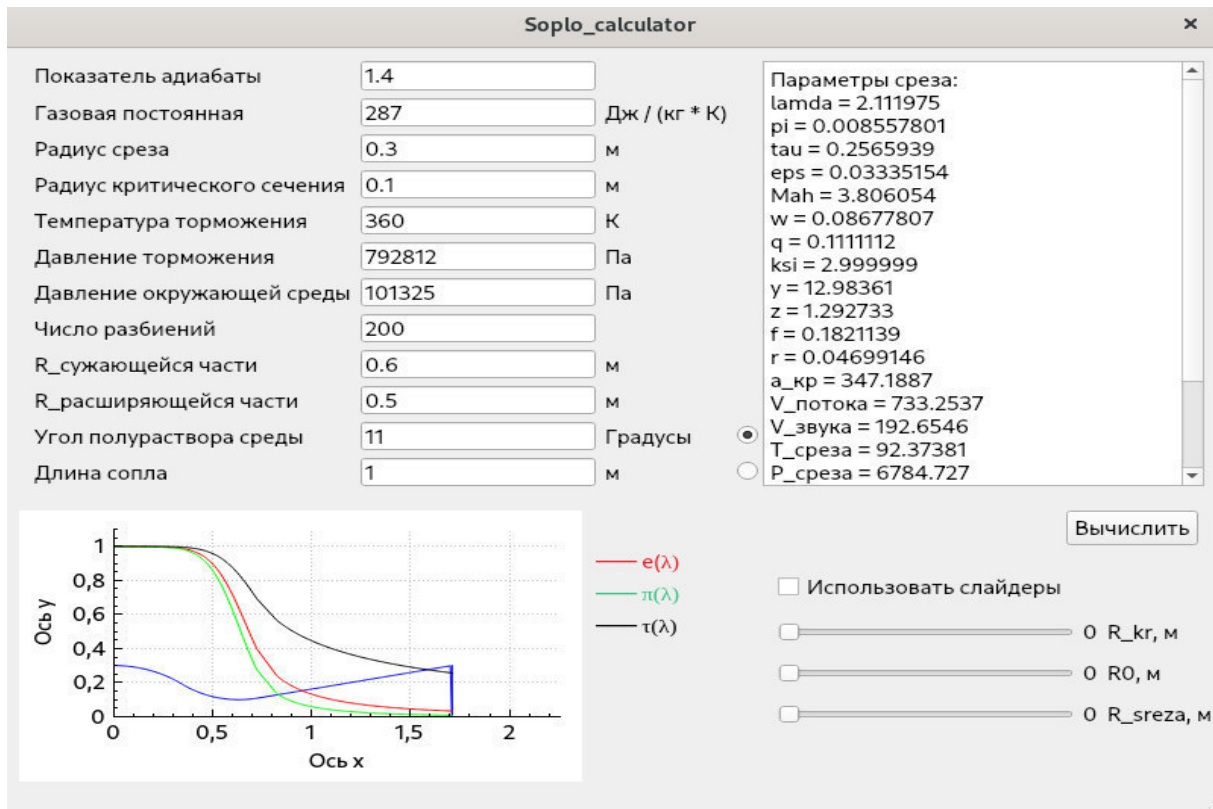 Soplo_calculator ×
Показатель адиабаты 1.4
Газовая постоянная 287 Дж / (кг * К)
Радиус среза 0.3 м
Радиус критического сечения 0.1 м
Температура торможения 360 К
Давление торможения 792812 Па
Давление окружающей среды 101325 Па
Число разбиений 200
R_сужающейся части 0.6 м
R_расширяющейся части 0.5 м
Угол полураствора среды 11 Градусы
Длина сопла 1 м
Параметры среза:
lamda = 2.111975
pi = 0.008557801
tau = 0.2565939
eps = 0.03335154
Mah = 3.806054
w = 0.08677807
q = 0.1111112
ksi = 2.999999
y = 12.98361
z = 1.292733
f = 0.1821139
r = 0.04699146
а_кр = 347.1887
V_потока = 733.2537
V_звука = 192.6546
Т_среза = 92.37381
P_среза = 6784.727
Вычислить
Ось y
1
0,8
0,6
0,4
0,2
0
0 0,5 1 1,5 2
Ось x
e(λ)
π(λ)
τ(λ)
Использовать слайдеры
0 R_kr, м
0 R0, м
0 R_sreza, м